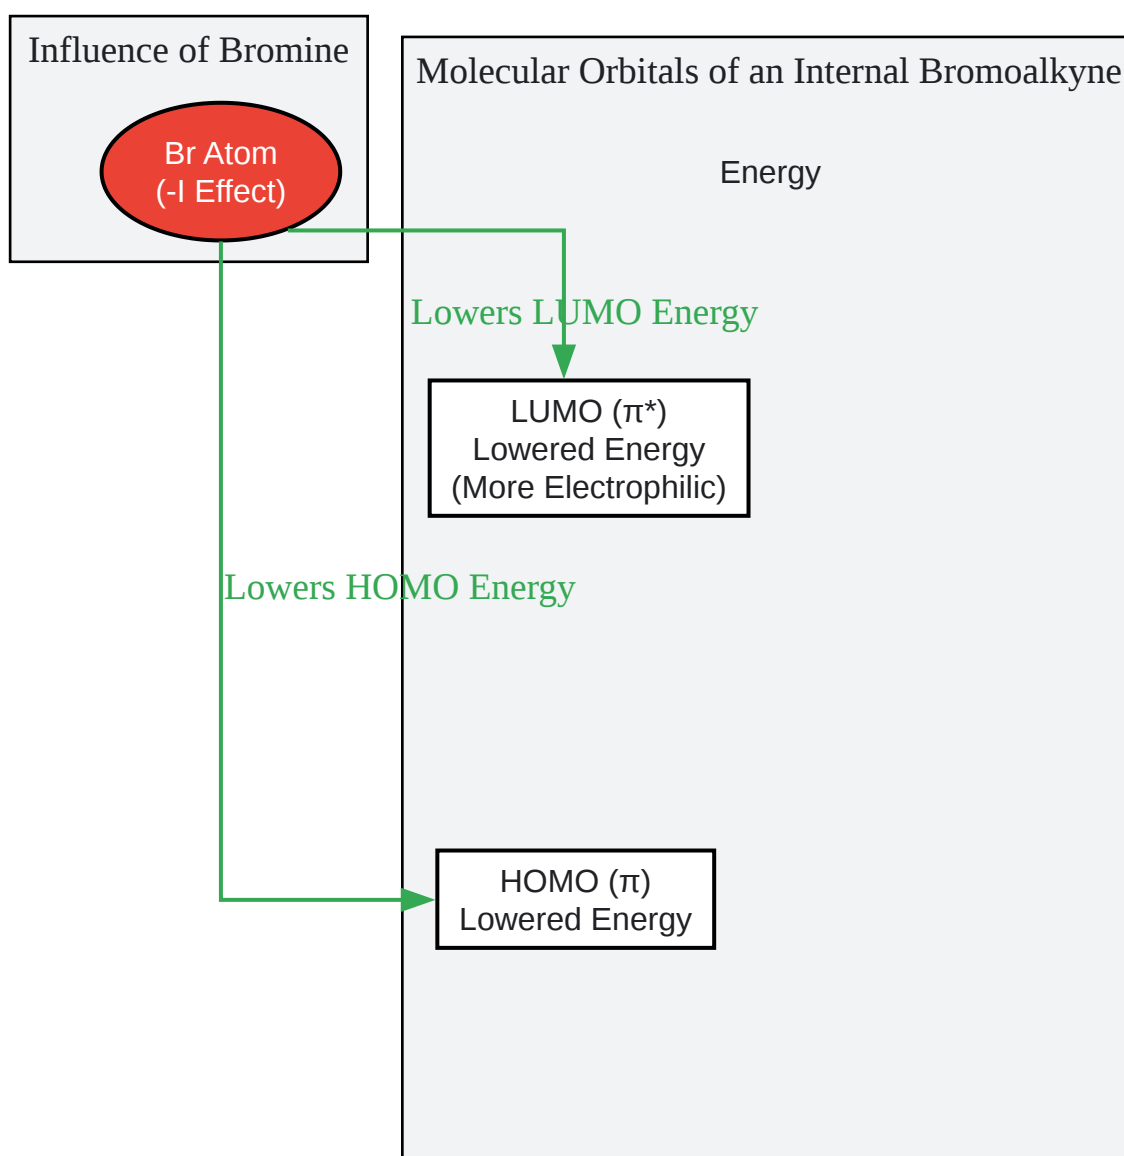 Influence of Bromine
Br Atom
(-I Effect)
Molecular Orbitals of an Internal Bromoalkyne
Energy
Lowers LUMO Energy
LUMO (π*)
Lowered Energy
(More Electrophilic)
Lowers HOMO Energy
HOMO (π)
Lowered Energy